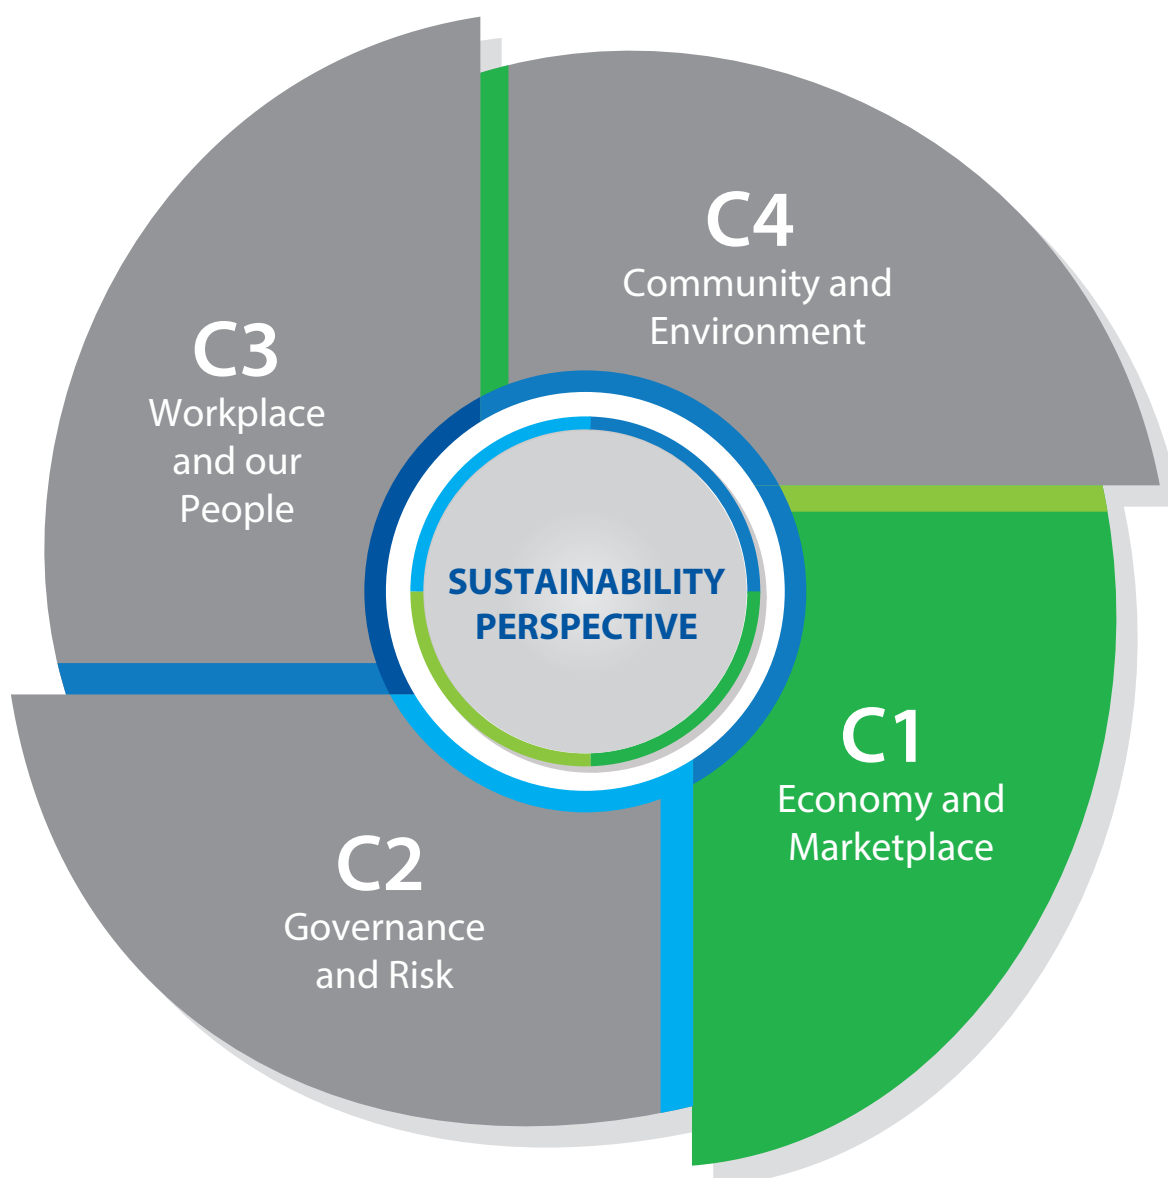 C4
Community and
Environment
C3
Workplace
and our
People
SUSTAINABILITY
PERSPECTIVE
C1
Economy and
Marketplace
C2
Governance
and Risk